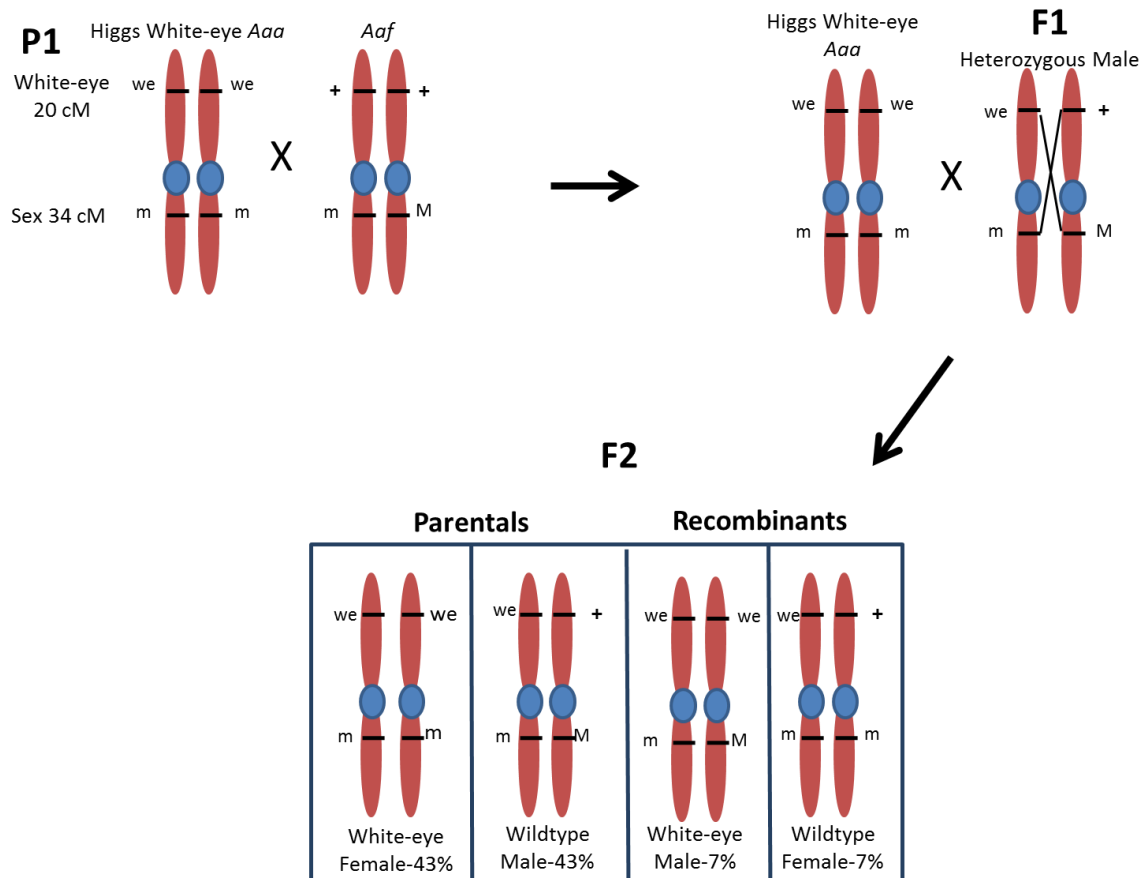 P1
Higgs White-eye Aaa
Aaf
White-eye
20 cM
we
we
+
+
X
Sex 34 cM
m
m
m
M
F1
Higgs White-eye
Aaa
Heterozygous Male
we
we
we
+
X
m
m
m
M
F2
Parentals
Recombinants
we
we
we
+
we
we
we
+
m
m
m
M
m
M
m
m
White-eye
Female-43%
Wildtype
Male-43%
White-eye
Male-7%
Wildtype
Female-7%